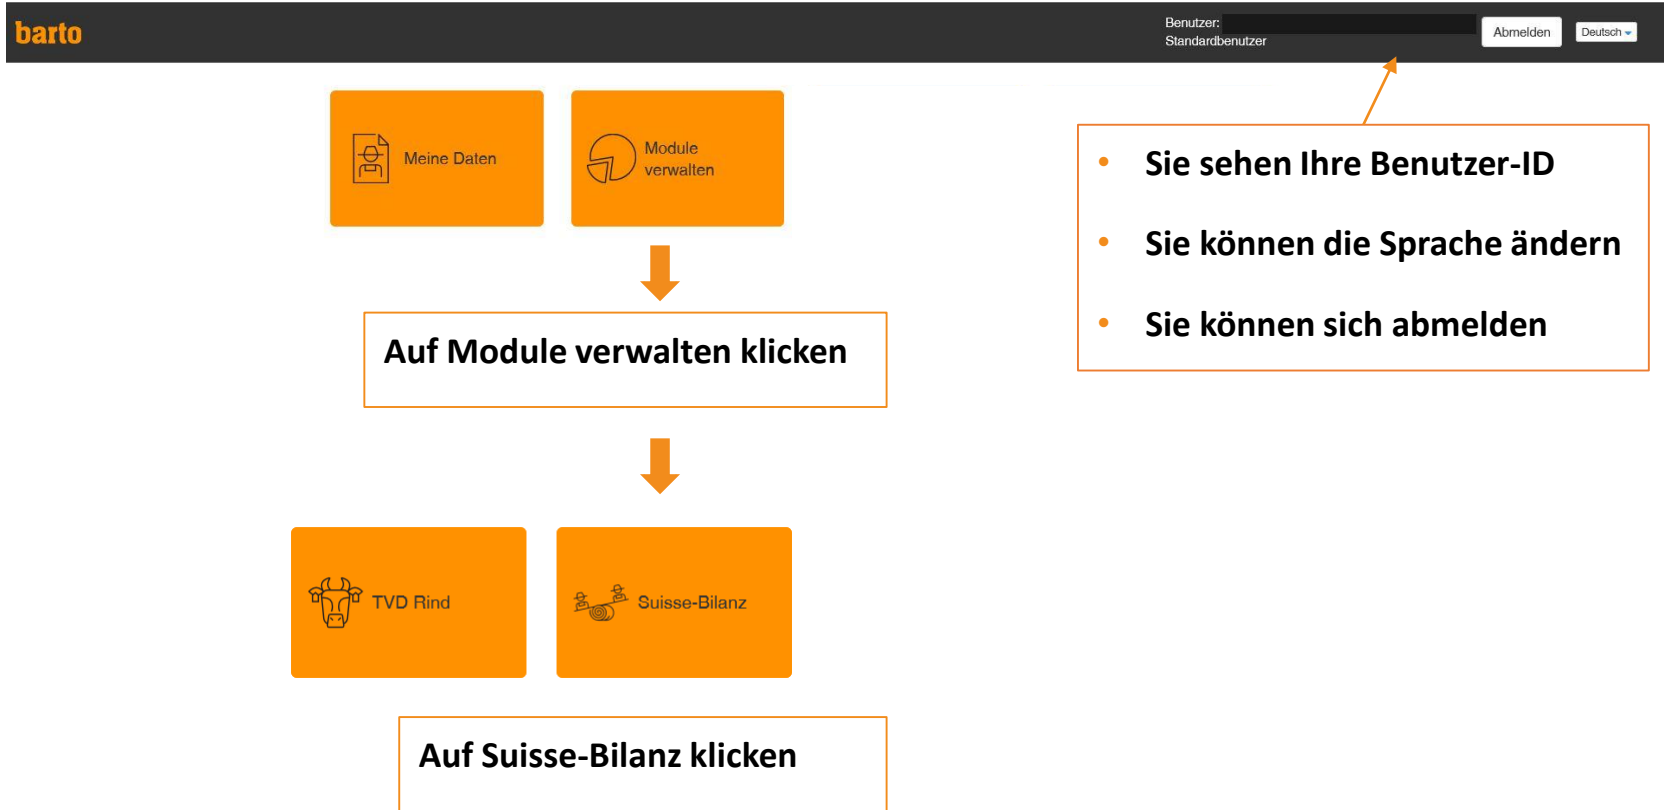 barto
Benutzer:
Standardbenutzer
Abmelden
Deutsch
Meine Daten
Module
verwalten
• Sie sehen Ihre Benutzer-ID
• Sie können die Sprache ändern
• Sie können sich abmelden
Auf Module verwalten klicken
TVD Rind
Suisse-Bilanz
Auf Suisse-Bilanz klicken